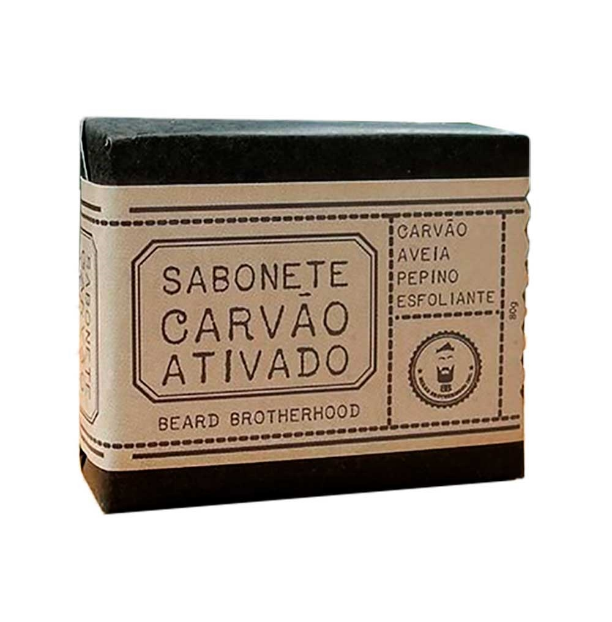 SABONETE
CARVÃO
ATIVADO
BEARD BROTHERHOOD
CARVÃO
AVEIA
PEPINO
ESFOLIANTE
80g
SABONETE